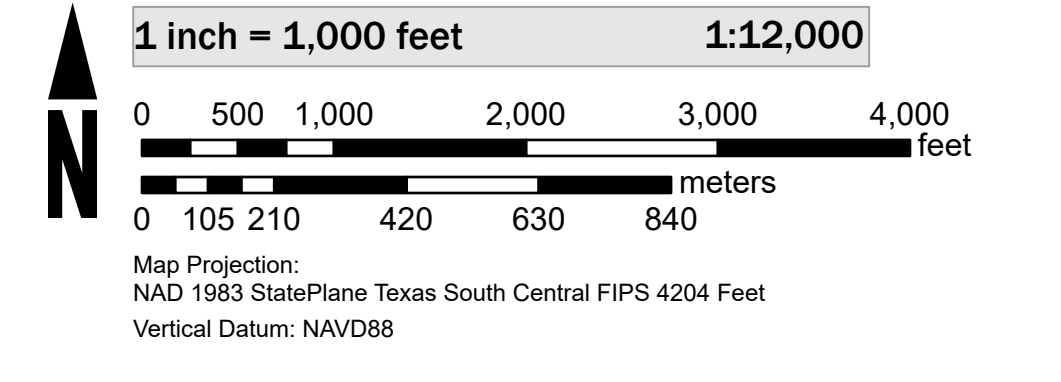 1 inch = 1,000 feet 1:12,000
0 500 1,000 2,000 3,000 4,000
feet
N
meters
0 105 210 420 630 840
Map Projection:
NAD 1983 StatePlane Texas South Central FIPS 4204 Feet
Vertical Datum: NAVD88